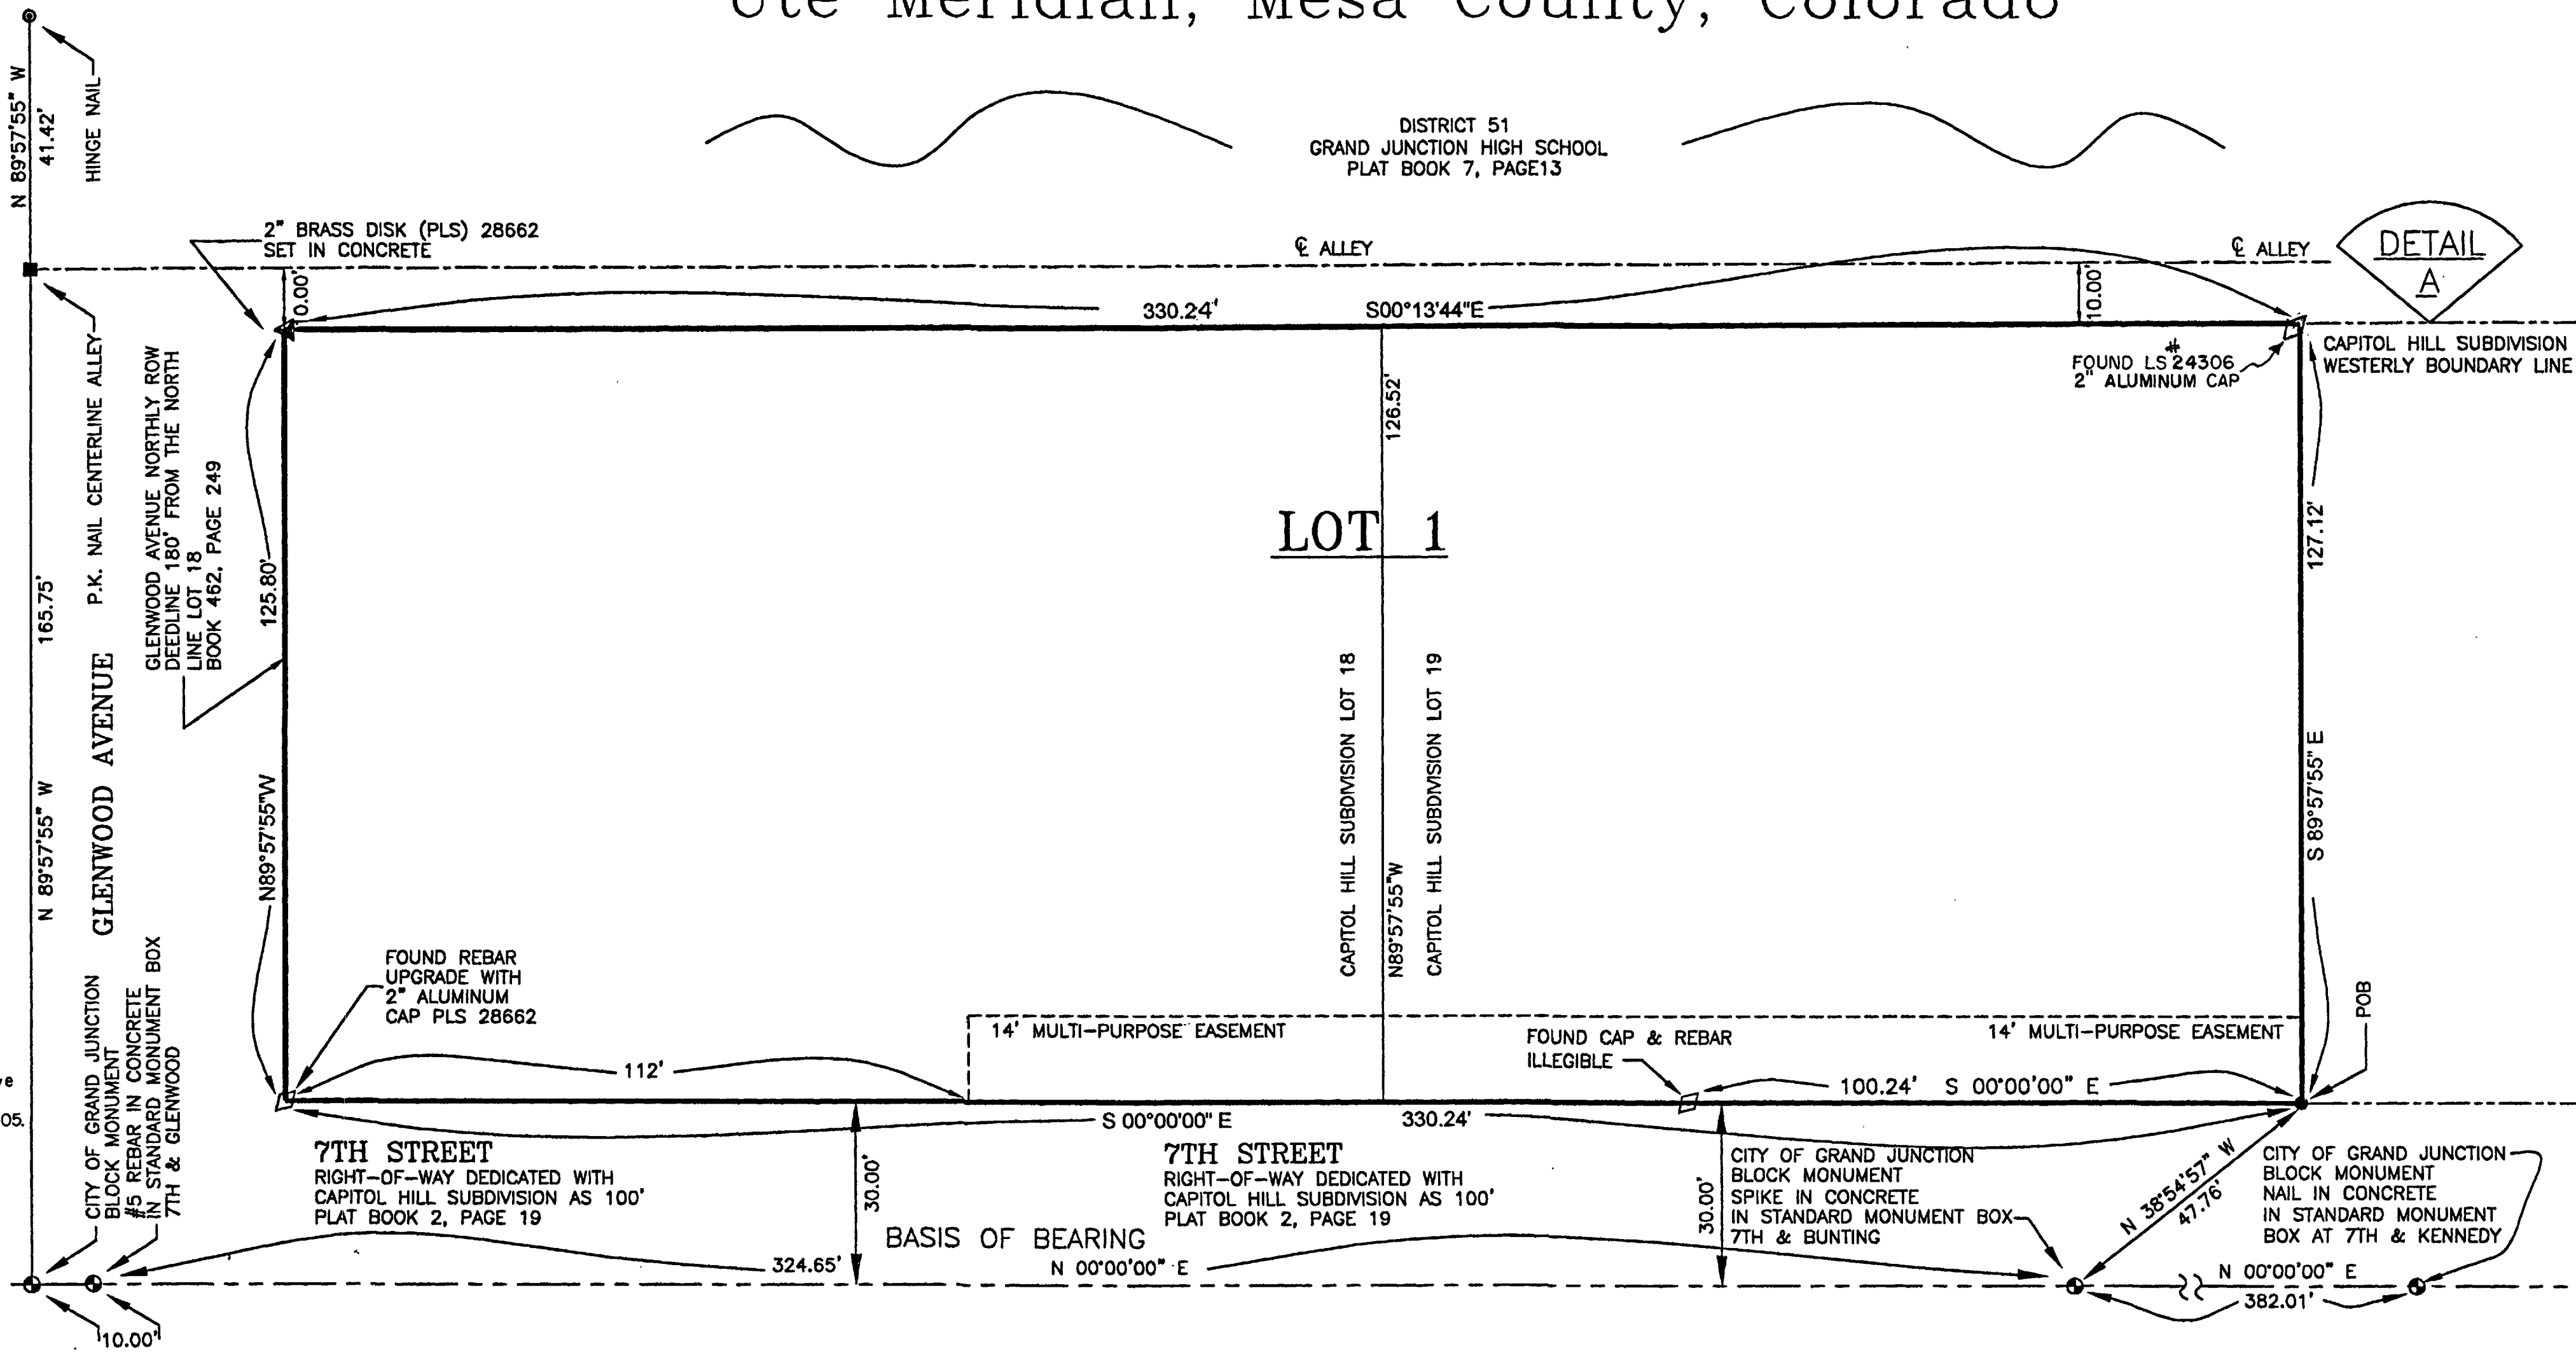 Ute Meridian, Mesa County, Colorado
N 89°57'55" W
41.42'
HINGE NAIL
DISTRICT 51
GRAND JUNCTION HIGH SCHOOL
PLAT BOOK 7, PAGE13
2" BRASS DISK (PLS) 28662
SET IN CONCRETE
℄ ALLEY
℄ ALLEY
DETAIL
A
10.00'
330.24'
S00°13'44"E
10.00'
#
FOUND LS 24306
2" ALUMINUM CAP
CAPITOL HILL SUBDIVISION
WESTERLY BOUNDARY LINE
P.K. NAIL CENTERLINE ALLEY
GLENWOOD AVENUE NORTHLY ROW
DEEDLINE 180' FROM THE NORTH
LINE LOT 18
BOOK 462, PAGE 249
126.52'
127.12'
LOT 1
165.75'
125.80'
GLENWOOD AVENUE
N 89°57'55" W
N89°57'55"W
CAPITOL HILL SUBDIVISION LOT 18
N89°57'55"W
CAPITOL HILL SUBDIVISION LOT 19
S 89°57'55" E
FOUND REBAR
UPGRADE WITH
2" ALUMINUM
CAP PLS 28662
CITY OF GRAND JUNCTION
BLOCK MONUMENT
#5 REBAR IN CONCRETE
IN STANDARD MONUMENT BOX
7TH & GLENWOOD
14' MULTI-PURPOSE EASEMENT
FOUND CAP & REBAR
ILLEGIBLE
14' MULTI-PURPOSE EASEMENT
POB
112'
100.24' S 00°00'00" E
05.
S 00°00'00" E
330.24'
7TH STREET
RIGHT-OF-WAY DEDICATED WITH
CAPITOL HILL SUBDIVISION AS 100'
PLAT BOOK 2, PAGE 19
30.00'
7TH STREET
RIGHT-OF-WAY DEDICATED WITH
CAPITOL HILL SUBDIVISION AS 100'
PLAT BOOK 2, PAGE 19
30.00'
CITY OF GRAND JUNCTION
BLOCK MONUMENT
SPIKE IN CONCRETE
IN STANDARD MONUMENT BOX
7TH & BUNTING
N 38°54'57" W
47.76'
CITY OF GRAND JUNCTION
BLOCK MONUMENT
NAIL IN CONCRETE
IN STANDARD MONUMENT
BOX AT 7TH & KENNEDY
BASIS OF BEARING
324.65'
N 00°00'00" E
N 00°00'00" E
382.01'
10.00'